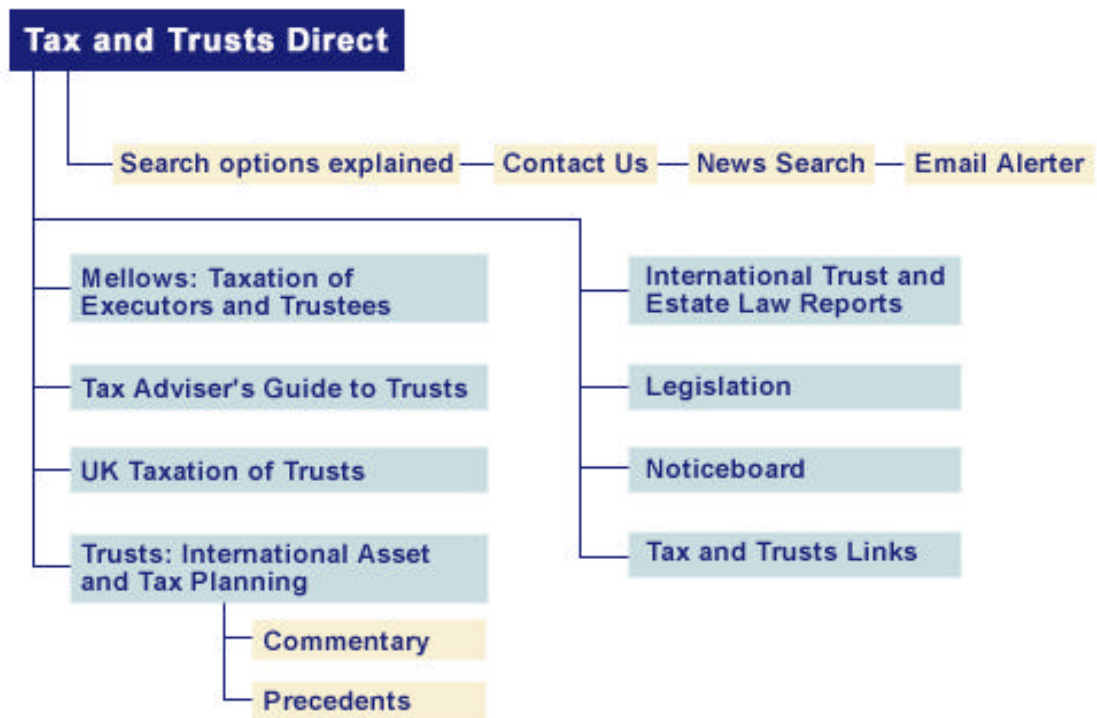 Tax and Trusts Direct
Search options explained
Contact Us
News Search
Email Alerter
Mellows: Taxation of
Executors and Trustees
Tax Adviser's Guide to Trusts
UK Taxation of Trusts
Trusts: International Asset
and Tax Planning
Commentary
Precedents
International Trust and
Estate Law Reports
Legislation
Noticeboard
Tax and Trusts Links